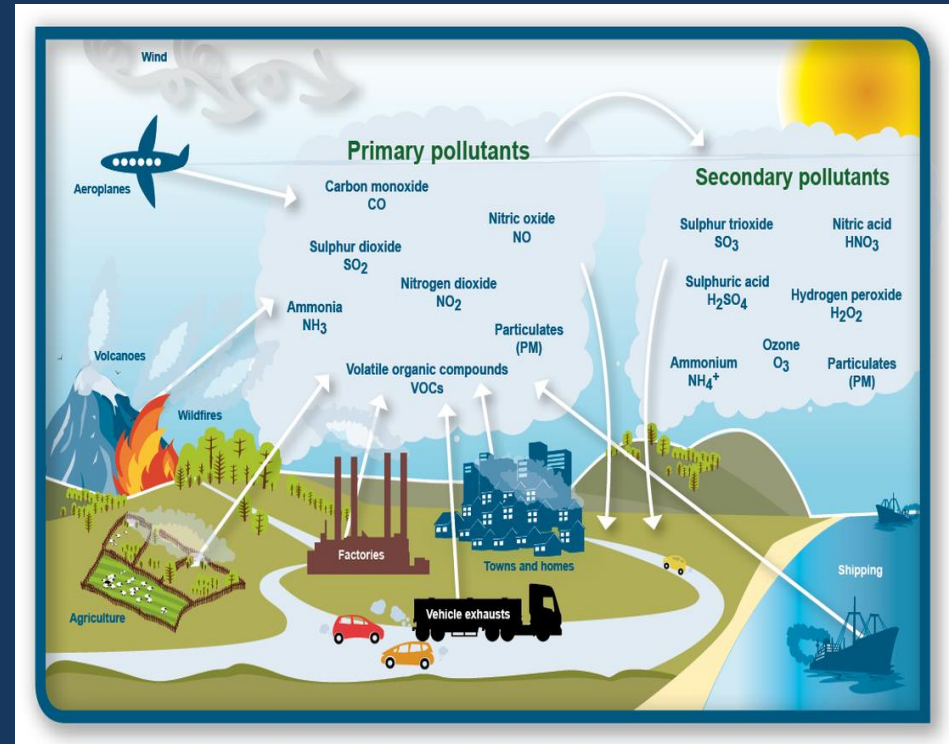 Wind
Aeroplanes
Primary pollutants
Carbon monoxide
CO
Nitric oxide
NO
Sulphur dioxide
SO₂
Nitrogen dioxide
NO₂
Ammonia
NH₃
Particulates
(PM)
Volatile organic compounds
VOCs
Secondary pollutants
Sulphur trioxide
SO₃
Nitric acid
HNO₃
Sulphuric acid
H₂SO₄
Hydrogen peroxide
H₂O₂
Ozone
O₃
Ammonium
NH₄⁺
Particulates
(PM)
Volcanoes
Wildfires
Factories
Towns and homes
Shipping
Agriculture
Vehicle exhausts